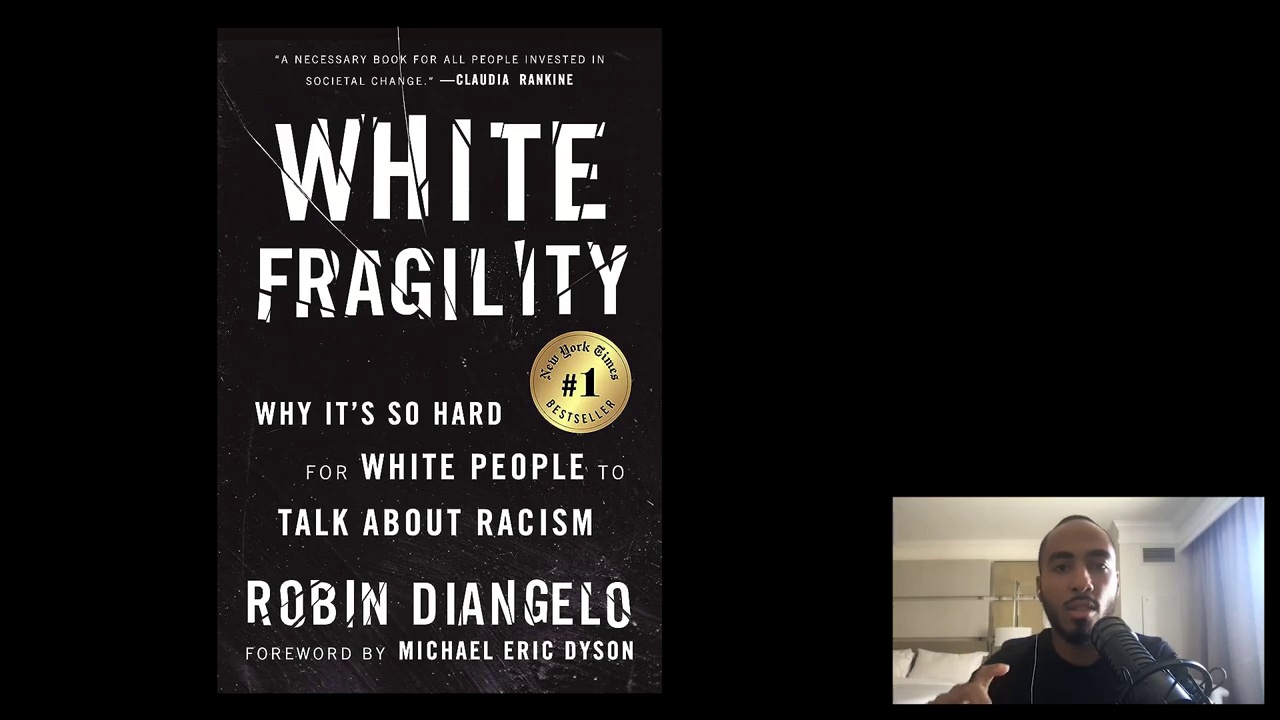 “A NECESSARY BOOK FOR ALL PEOPLE INVESTED IN
SOCIETAL CHANGE.” —CLAUDIA RANKINE
WHITE
FRAGILITY
New York Times
#1
BESTSELLER
WHY IT’S SO HARD
FOR WHITE PEOPLE TO
TALK ABOUT RACISM
ROBIN DIANGELO
FOREWORD BY MICHAEL ERIC DYSON